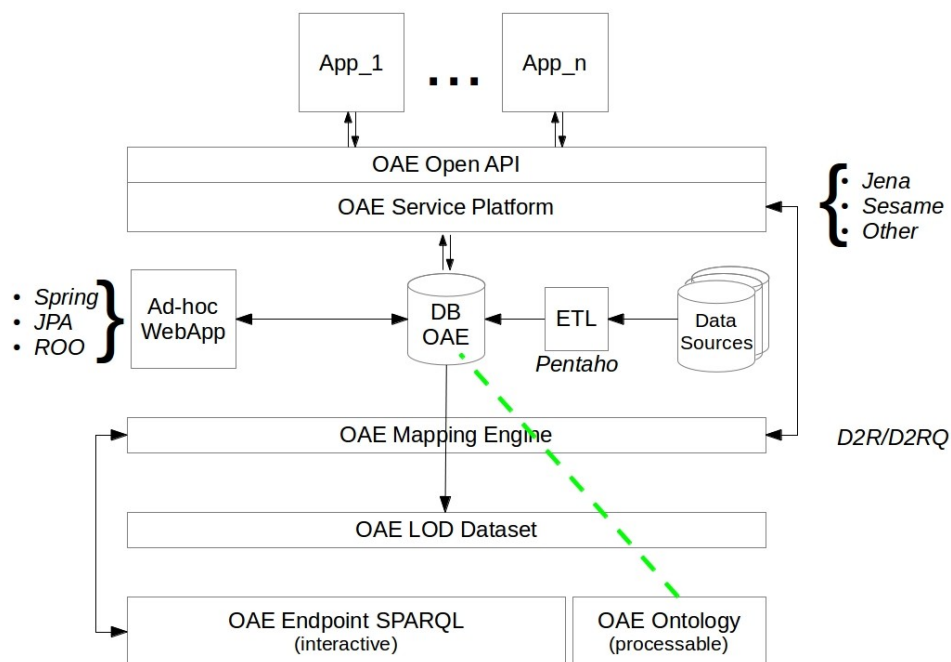 App_1
...
App_n
OAE Open API
OAE Service Platform
• Jena
• Sesame
• Other
• Spring
• JPA
• ROO
Ad-hoc
WebApp
DB
OAE
ETL
Pentaho
Data
Sources
OAE Mapping Engine
D2R/D2RQ
OAE LOD Dataset
OAE Endpoint SPARQL
(interactive)
OAE Ontology
(processable)